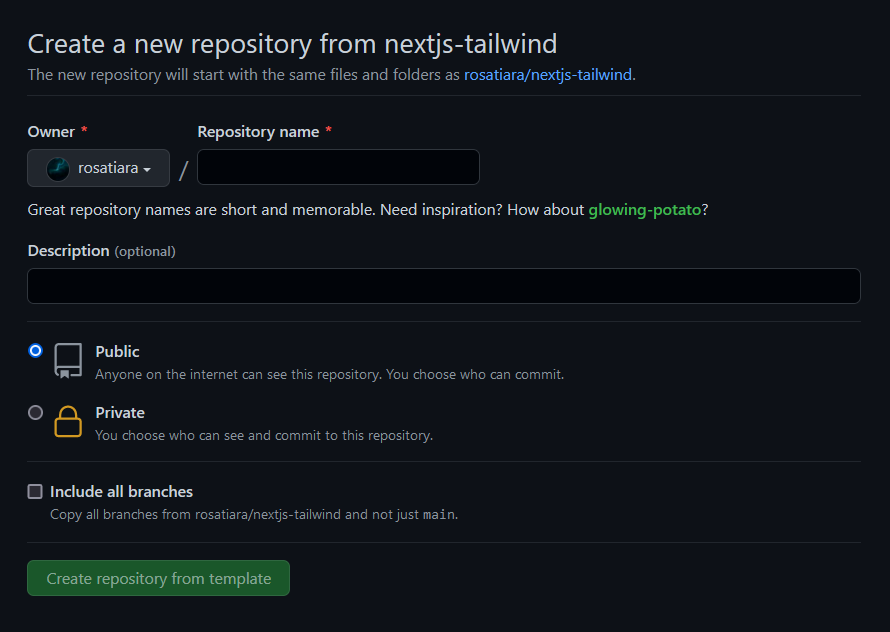 Create a new repository from nextjs-tailwind
The new repository will start with the same files and folders as rosatiara/nextjs-tailwind.
Owner * Repository name *
rosatiara /
Great repository names are short and memorable. Need inspiration? How about glowing-potato?
Description (optional)
Public
Anyone on the internet can see this repository. You choose who can commit.
Private
You choose who can see and commit to this repository.
Include all branches
Copy all branches from rosatiara/nextjs-tailwind and not just main.
Create repository from template